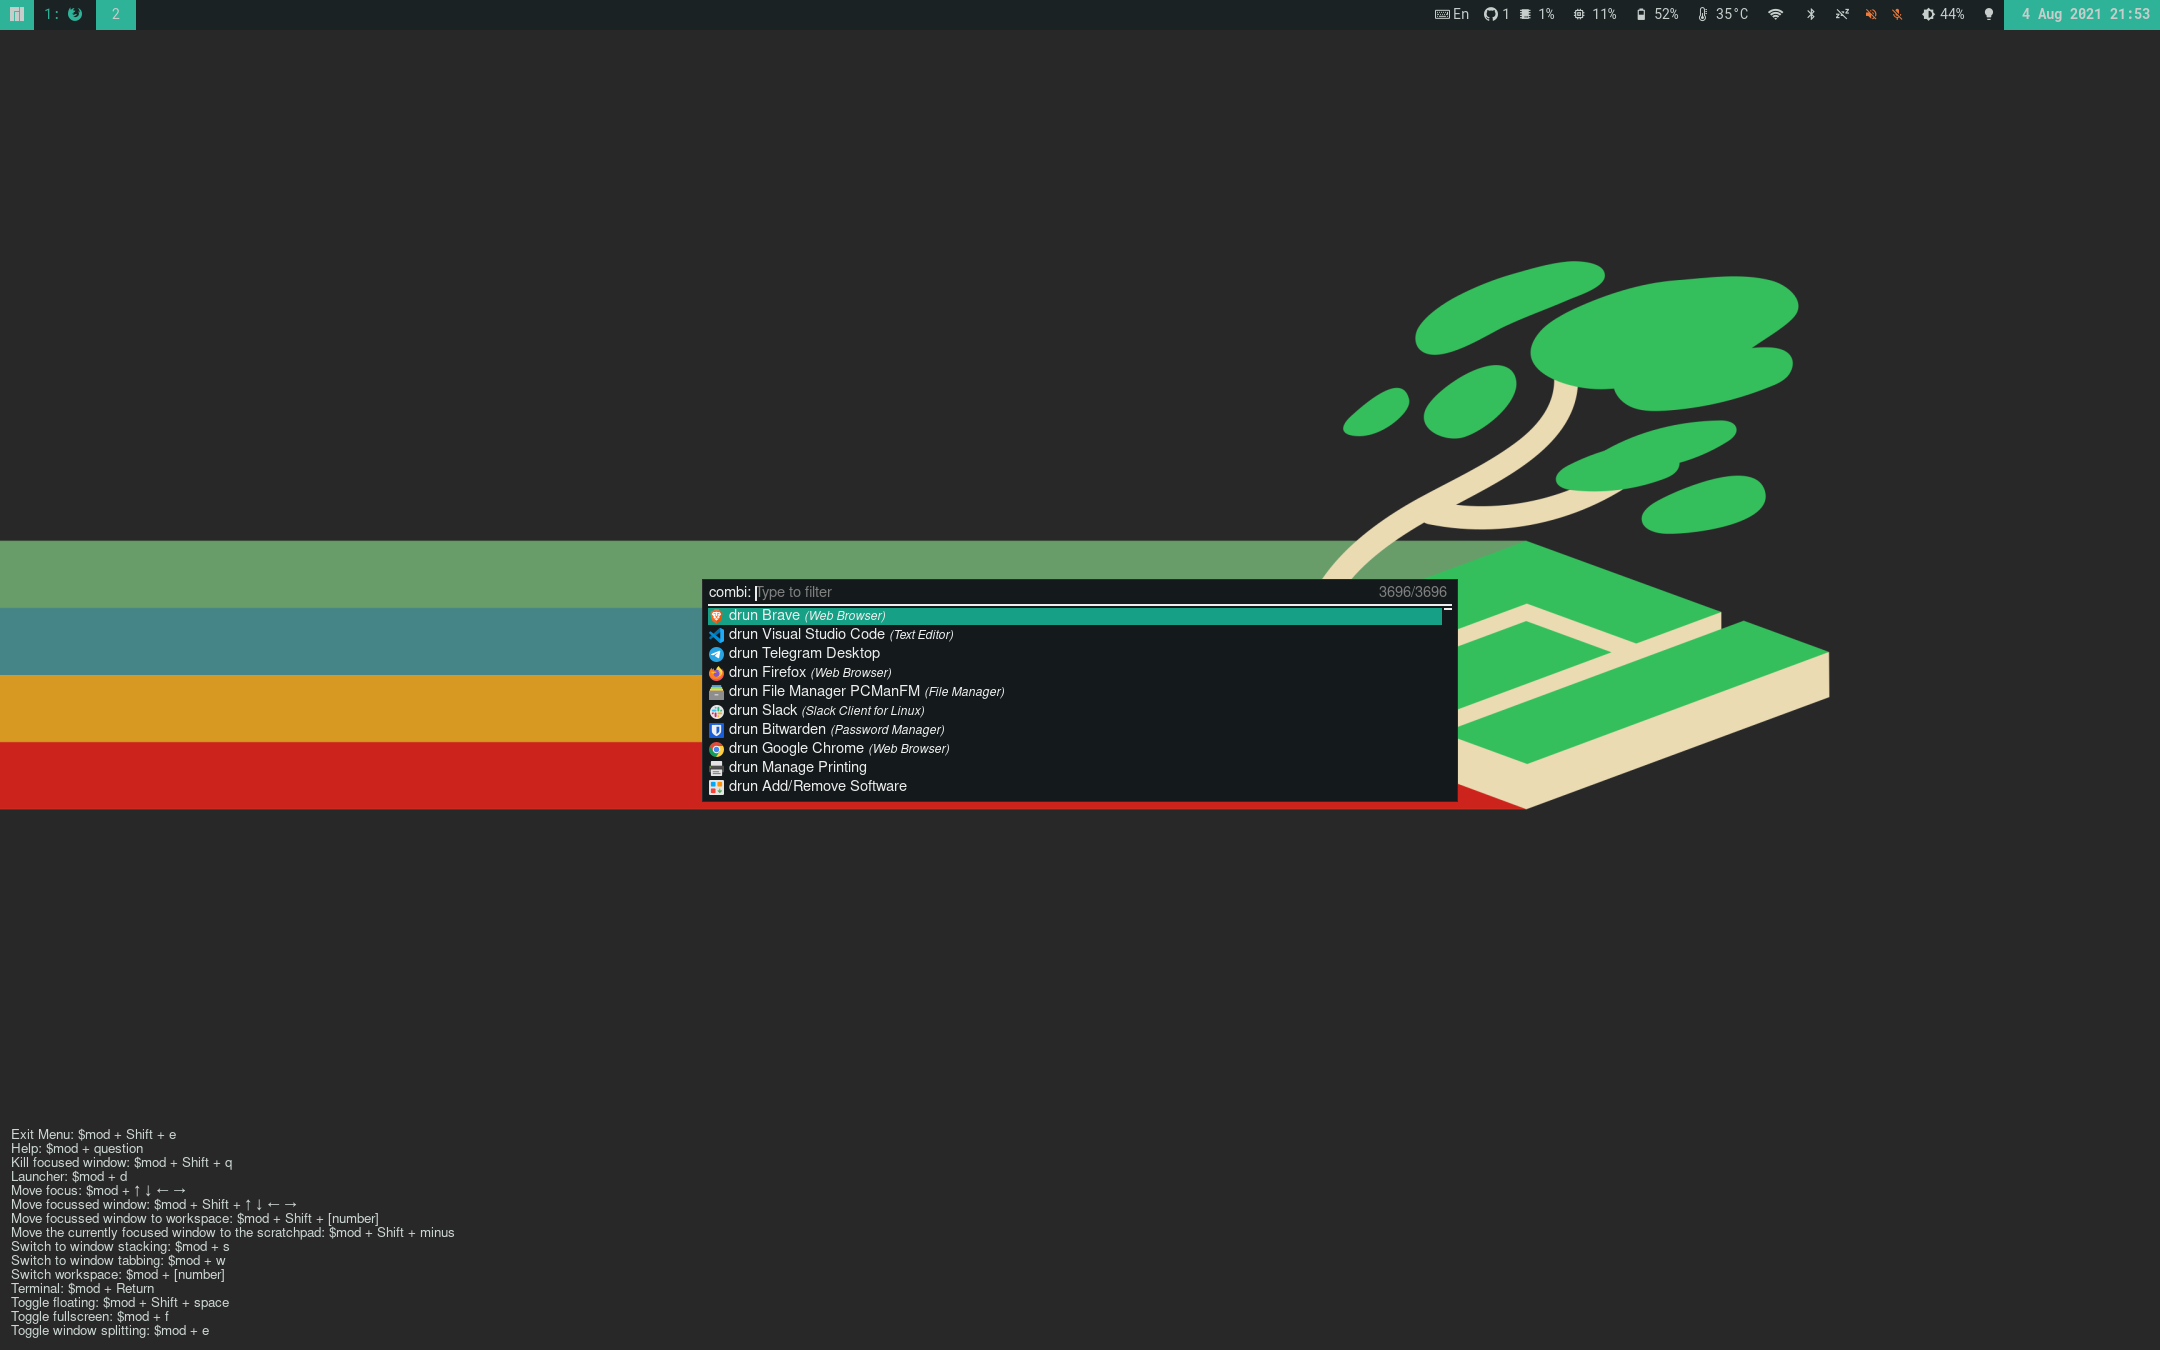 1: 2 En 1 1% 11% 52% 35°C 44% 4 Aug 2021 21:53
combi: Type to filter 3696/3696
drun Brave (Web Browser)
drun Visual Studio Code (Text Editor)
drun Telegram Desktop
drun Firefox (Web Browser)
drun File Manager PCManFM (File Manager)
drun Slack (Slack Client for Linux)
drun Bitwarden (Password Manager)
drun Google Chrome (Web Browser)
drun Manage Printing
drun Add/Remove Software
Exit Menu: $mod + Shift + e
Help: $mod + question
Kill focused window: $mod + Shift + q
Launcher: $mod + d
Move focus: $mod + ↑ ↓ ← →
Move focussed window: $mod + Shift + ↑ ↓ ← →
Move focussed window to workspace: $mod + Shift + [number]
Move the currently focused window to the scratchpad: $mod + Shift + minus
Switch to window stacking: $mod + s
Switch to window tabbing: $mod + w
Switch workspace: $mod + [number]
Terminal: $mod + Return
Toggle floating: $mod + Shift + space
Toggle fullscreen: $mod + f
Toggle window splitting: $mod + e